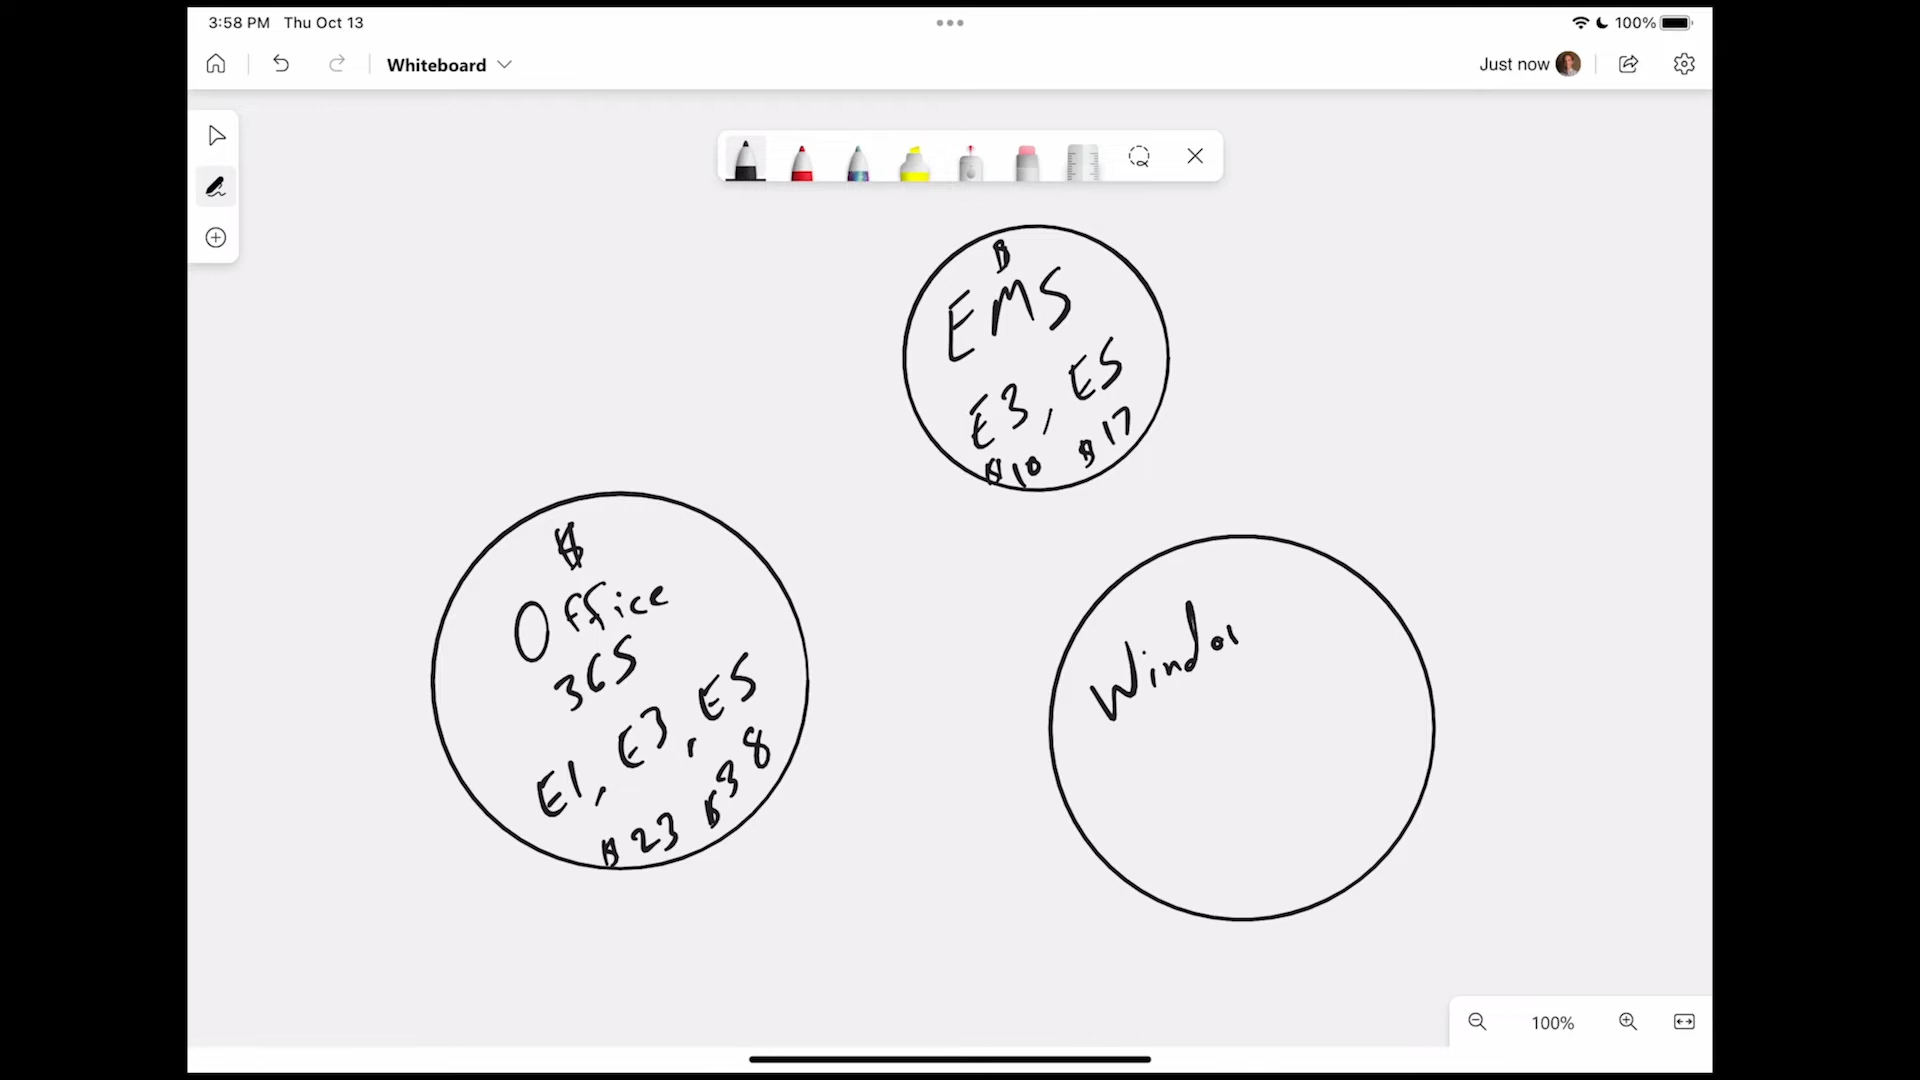 3:58 PM Thu Oct 13
100%
Whiteboard
Just now
$
EMS
E3, E5
$10 $17
$
Office
365
E1, E3, E5
$23 $38
Windo
100%